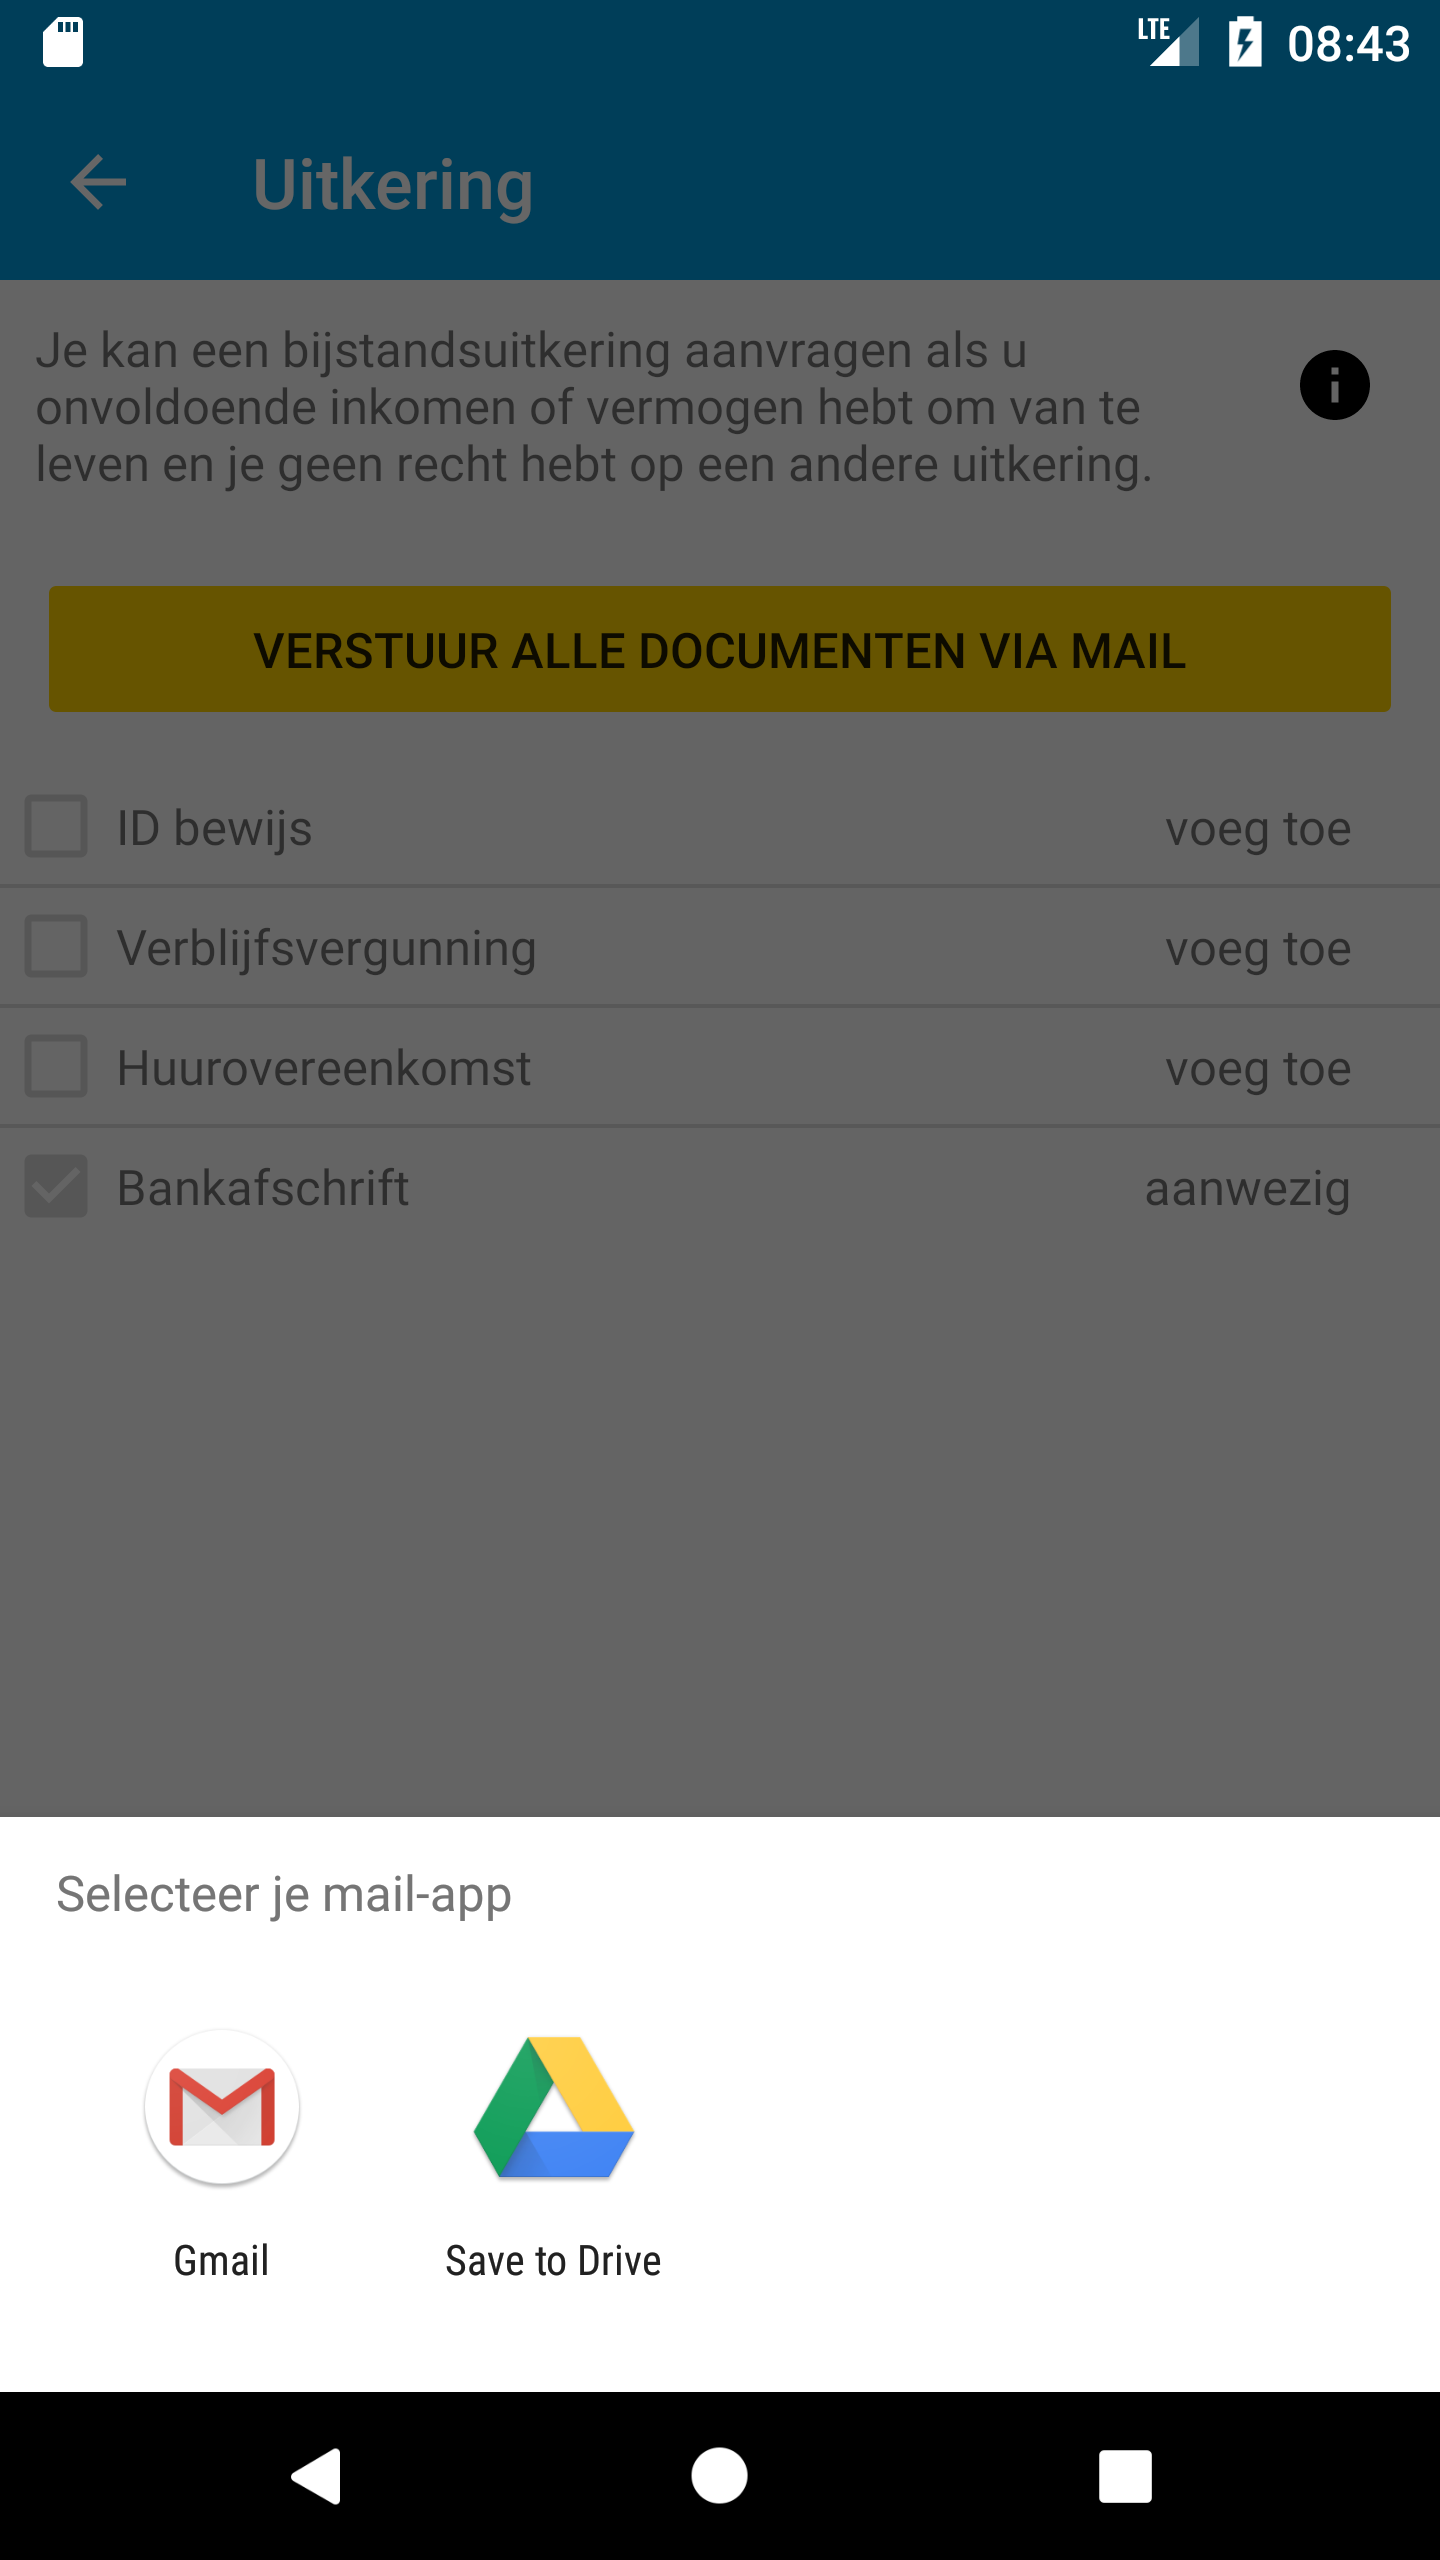 LTE 08:43
Uitkering
Je kan een bijstandsuitkering aanvragen als u
onvoldoende inkomen of vermogen hebt om van te
leven en je geen recht hebt op een andere uitkering.
VERSTUUR ALLE DOCUMENTEN VIA MAIL
ID bewijs voeg toe
Verblijfsvergunning voeg toe
Huurovereenkomst voeg toe
Bankafschrift aanwezig
Selecteer je mail-app
Gmail Save to Drive